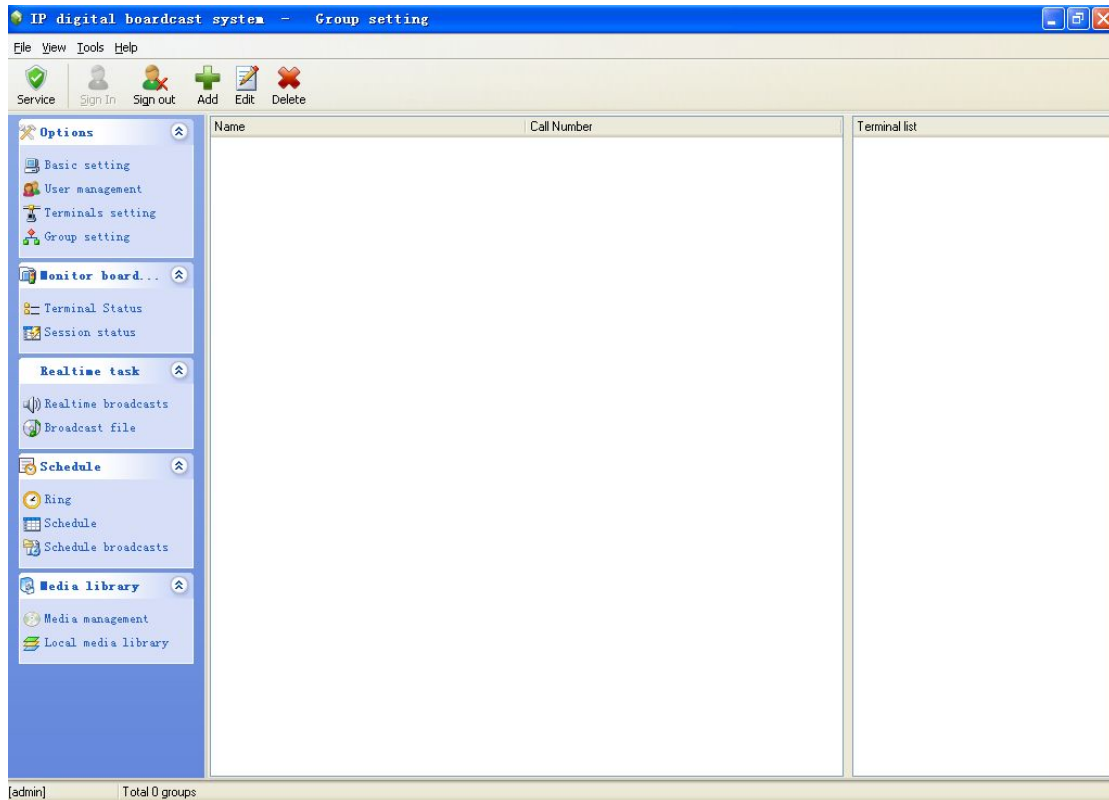 IP digital boardcast system - Group setting
File View Tools Help
Service Sign In Sign out Add Edit Delete
Options
Basic setting
User management
Terminals setting
Group setting
Monitor board...
Terminal Status
Session status
Realtime task
Realtime broadcasts
Broadcast file
Schedule
Ring
Schedule
Schedule broadcasts
Media library
Media management
Local media library
Name Call Number
Terminal list
[admin] Total 0 groups